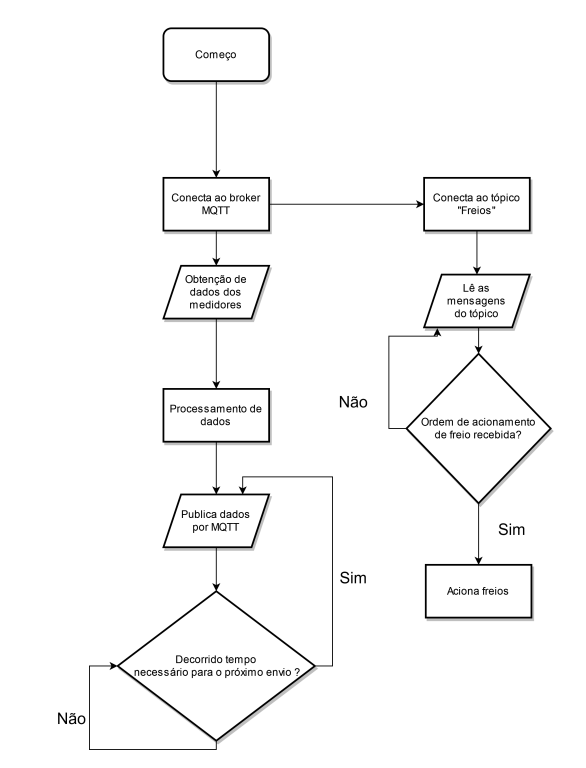 Começo
Conecta ao broker
MQTT
Conecta ao tópico
"Freios"
Obtenção de
dados dos
medidores
Lê as
mensagens
do tópico
Não
Processamento de
dados
Ordem de acionamento
de freio recebida?
Publica dados
por MQTT
Sim
Sim
Aciona freios
Decorrido tempo
necessário para o próximo envio ?
Não